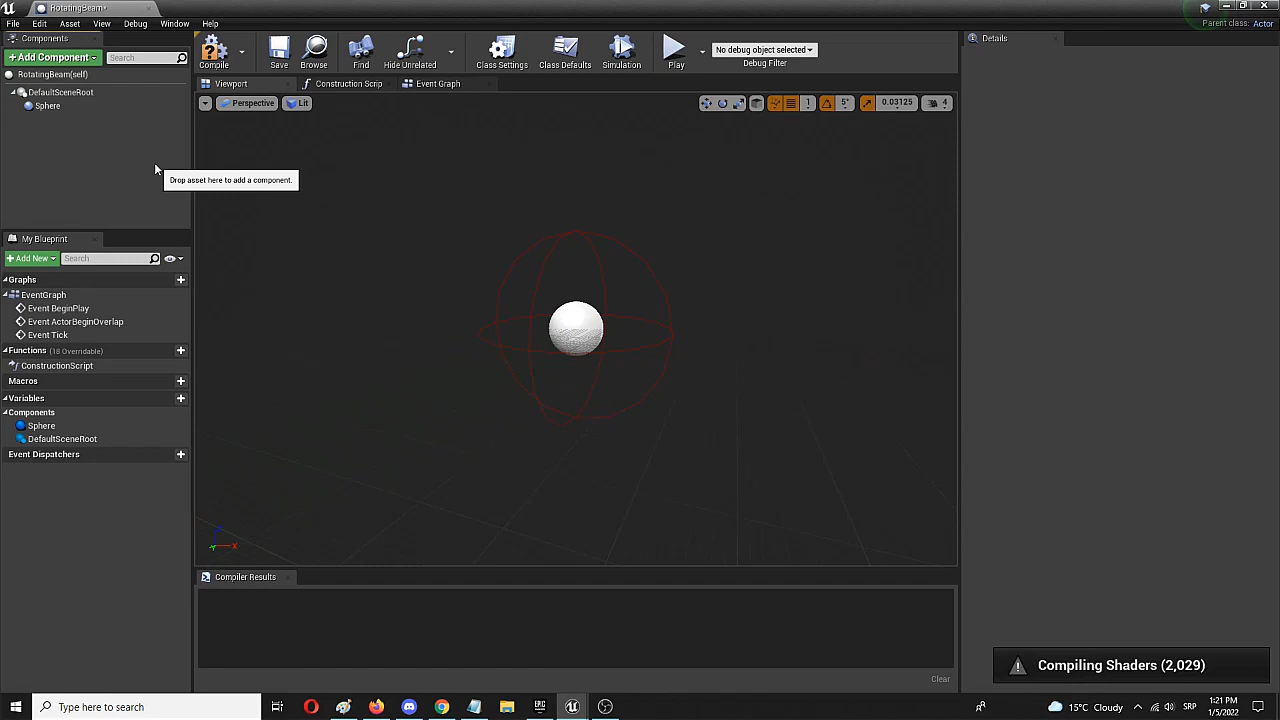 RotatingBeam*
File Edit Asset View Debug Window Help
Parent class: Actor
Components
+Add Component
Search
RotatingBeam(self)
DefaultSceneRoot
Sphere
Compile
Save
Browse
Find
Hide Unrelated
Class Settings
Class Defaults
Simulation
Play
No debug object selected
Debug Filter
Details
Viewport
Construction Scrip
Event Graph
Perspective
Lit
1
5°
0.03125
4
Drop asset here to add a component.
My Blueprint
+Add New
Search
Graphs
EventGraph
Event BeginPlay
Event ActorBeginOverlap
Event Tick
Functions (18 Overridable)
ConstructionScript
Macros
Variables
Components
Sphere
DefaultSceneRoot
Event Dispatchers
X
Y
Compiler Results
Clear
Compiling Shaders (2,029)
Type here to search
EPIC
15°C Cloudy
SRP
1:21 PM
1/5/2022